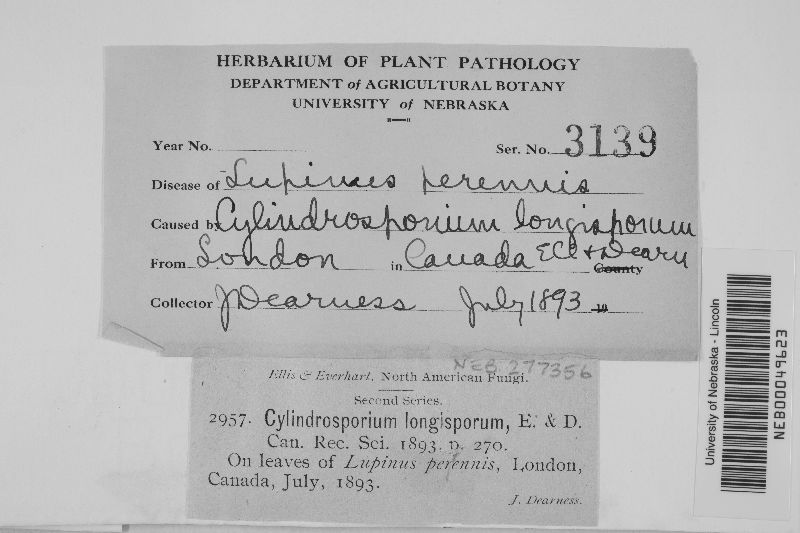 HERBARIUM OF PLANT PATHOLOGY
DEPARTMENT of AGRICULTURAL BOTANY
UNIVERSITY of NEBRASKA
Year No.
Ser. No. 3139
Disease of Lupinus perennis
Caused by Cylindrosporium longisporum
Ell & Dearn
From London in Canada County
Collector J Dearness July 1893 19
NEB 277356
Ellis & Everhart, North American Fungi.
Second Series.
2957. Cylindrosporium longisporum, E. & D.
Can. Rec. Sci. 1893. p. 270.
On leaves of Lupinus perennis, London,
Canada, July, 1893.
J. Dearness.
University of Nebraska - Lincoln
NEB00049623